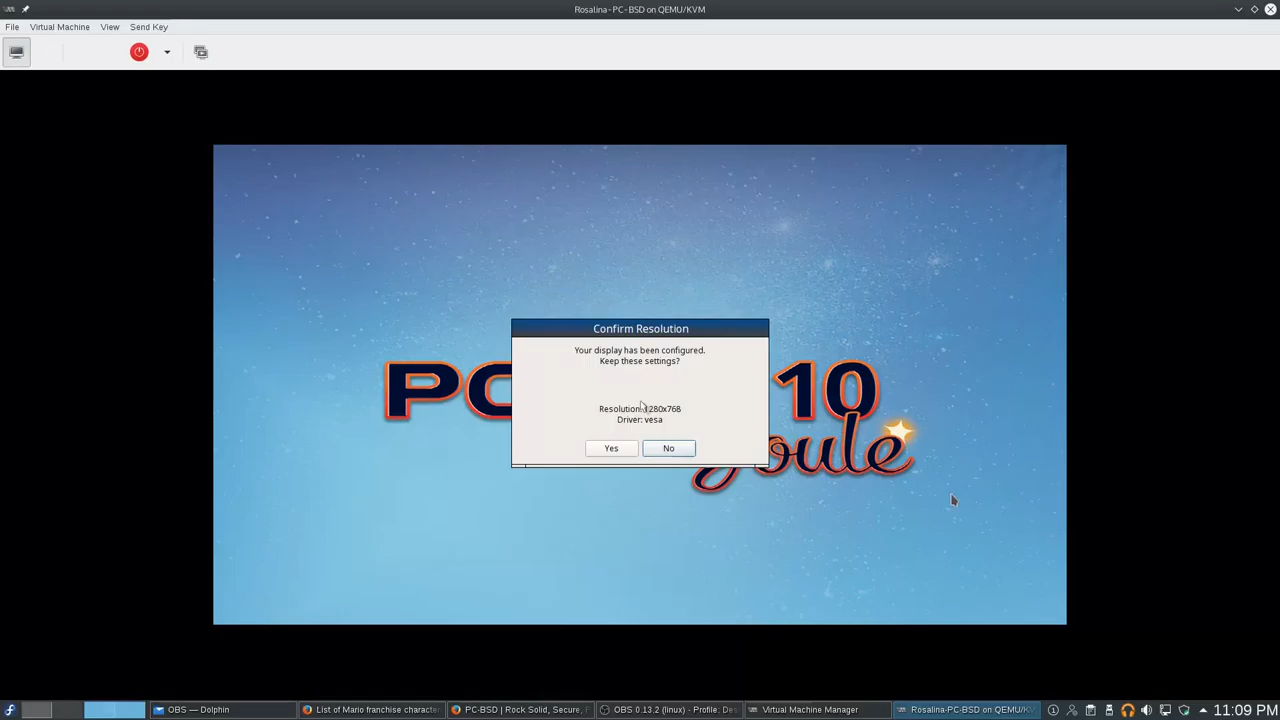 Rosalina-PC-BSD on QEMU/KVM
File Virtual Machine View Send Key
Confirm Resolution
Your display has been configured.
Keep these settings?
Resolution: 1280x768
Driver: vesa
Yes No
PC 10
Joule
OBS — Dolphin
List of Mario franchise character
PC-BSD | Rock Solid, Secure, F
OBS 0.13.2 (linux) - Profile: Des
Virtual Machine Manager
Rosalina-PC-BSD on QEMU/KV
11:09 PM